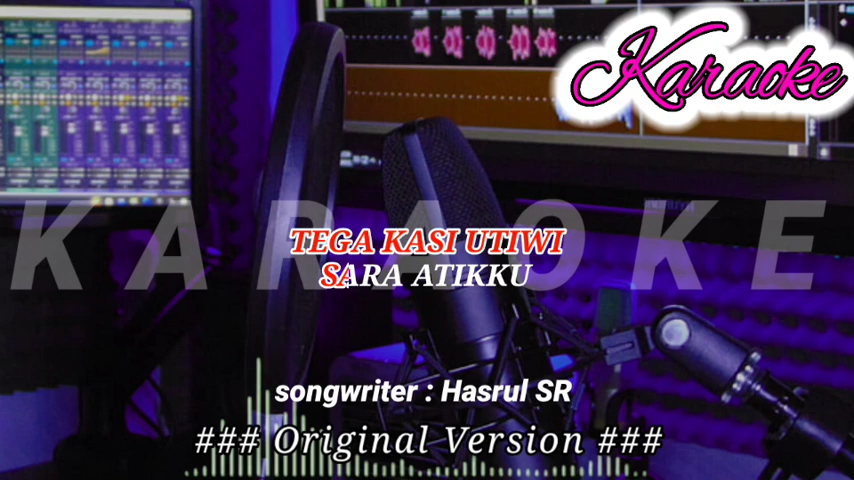 Karaoke
KARAOKE
TEGA KASI UTIWI
SARA ATIKKU
songwriter : Hasrul SR
### Original Version ###